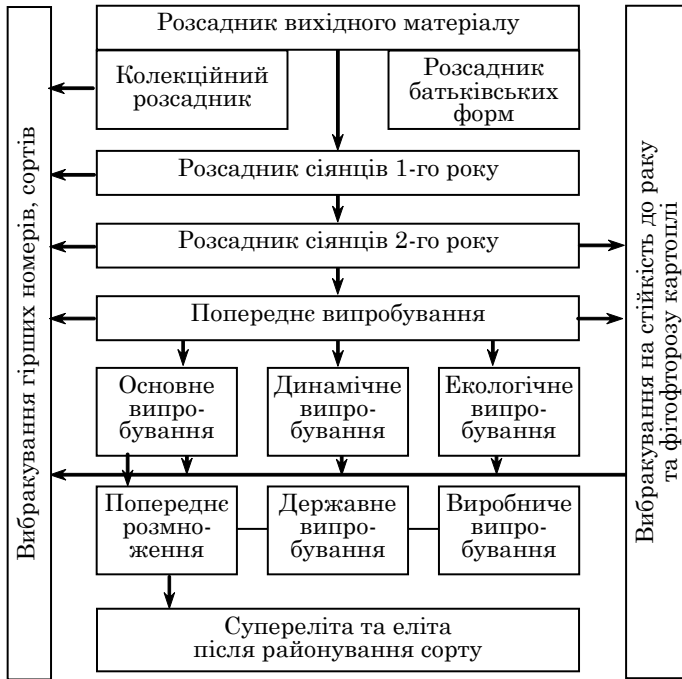 Розсадник вихідного матеріалу
Колекційний
розсадник
Розсадник
батьківських
форм
Розсадник сіянців 1-го року
Розсадник сіянців 2-го року
Попереднє випробування
Основне
випро-
бування
Динамічне
випро-
бування
Екологічне
випро-
бування
Попереднє
розмно-
ження
Державне
випро-
бування
Виробниче
випро-
бування
Супереліта та еліта
після районування сорту
Вибракування гірших номерів, сортів
Вибракування на стійкість до раку
та фітофторозу картоплі